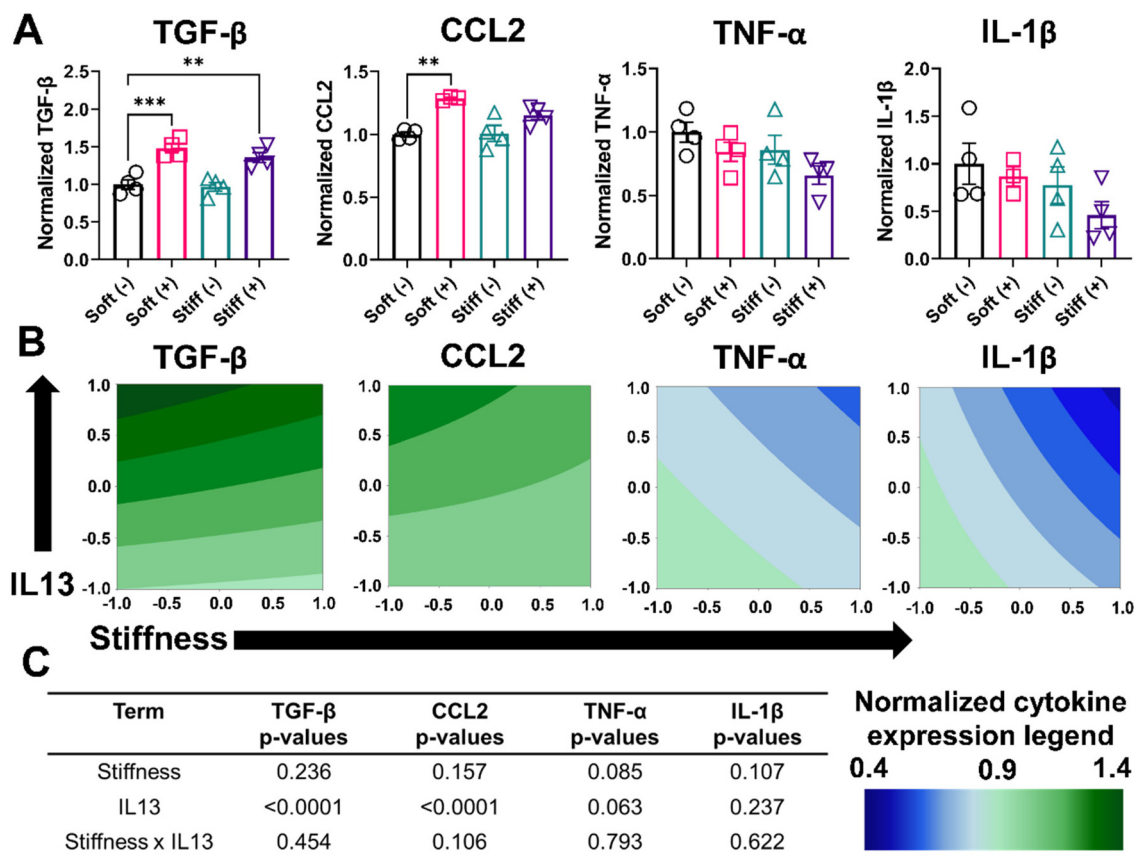 A
TGF-β
CCL2
TNF-α
IL-1β
Normalized TGF-β
2.5
2.0
1.5
1.0
0.5
0.0
**
***
Soft (-)
Soft (+)
Stiff (-)
Stiff (+)
Normalized CCL2
1.5
1.0
0.5
0.0
**
Soft (-)
Soft (+)
Stiff (-)
Stiff (+)
Normalized TNF-α
1.5
1.0
0.5
0.0
Soft (-)
Soft (+)
Stiff (-)
Stiff (+)
Normalized IL-1β
2.0
1.5
1.0
0.5
0.0
Soft (-)
Soft (+)
Stiff (-)
Stiff (+)
B
TGF-β
CCL2
TNF-α
IL-1β
IL13
1.0
0.5
0.0
-0.5
-1.0
-1.0 -0.5 0.0 0.5 1.0
1.0
0.5
0.0
-0.5
-1.0
-1.0 -0.5 0.0 0.5 1.0
1.0
0.5
0.0
-0.5
-1.0
-1.0 -0.5 0.0 0.5 1.0
1.0
0.5
0.0
-0.5
-1.0
-1.0 -0.5 0.0 0.5 1.0
Stiffness
C
Term TGF-β CCL2 TNF-α IL-1β
p-values p-values p-values p-values
Stiffness 0.236 0.157 0.085 0.107
IL13 <0.0001 <0.0001 0.063 0.237
Stiffness x IL13 0.454 0.106 0.793 0.622
Normalized cytokine
expression legend
0.4 0.9 1.4